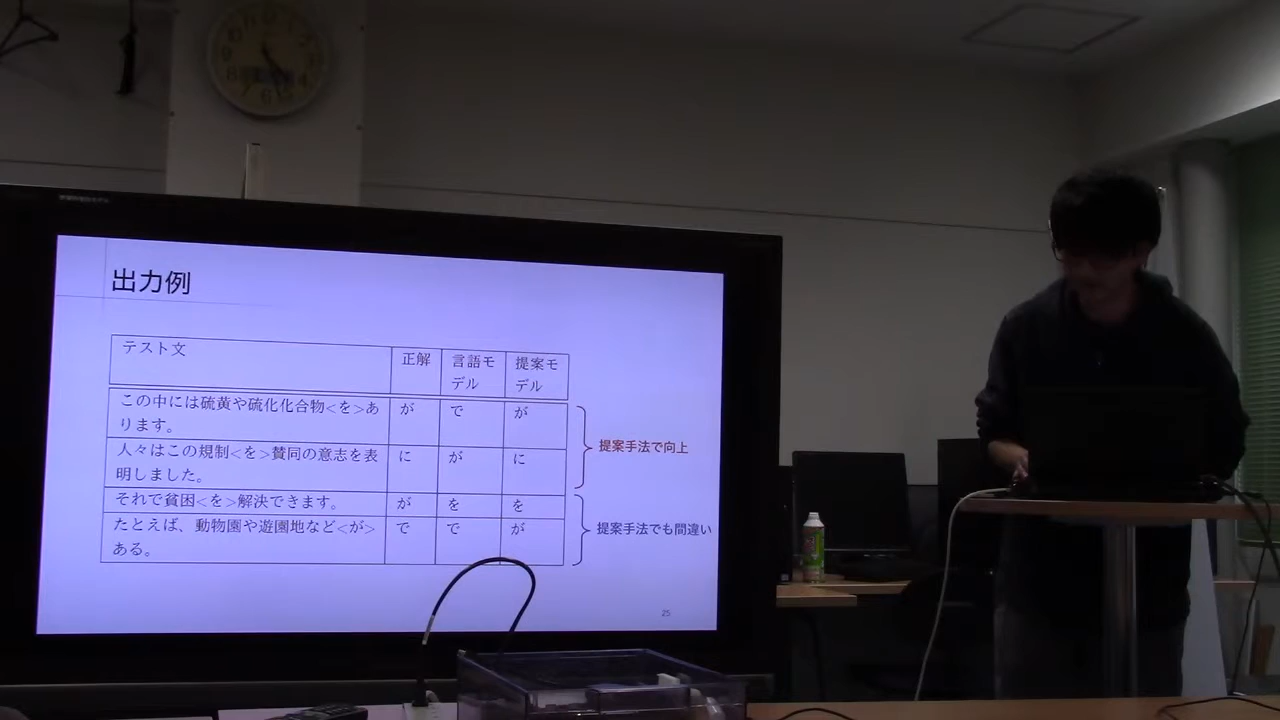 出力例
テスト文 正解 言語モデル 提案モデル
この中には硫黄や硫化化合物<を>あります。 が で が
人々はこの規制<を>賛同の意志を表明しました。 に が に
提案手法で向上
それで貧困<を>解決できます。 が を を
たとえば、動物園や遊園地など<が>ある。 で で が
提案手法でも間違い
25